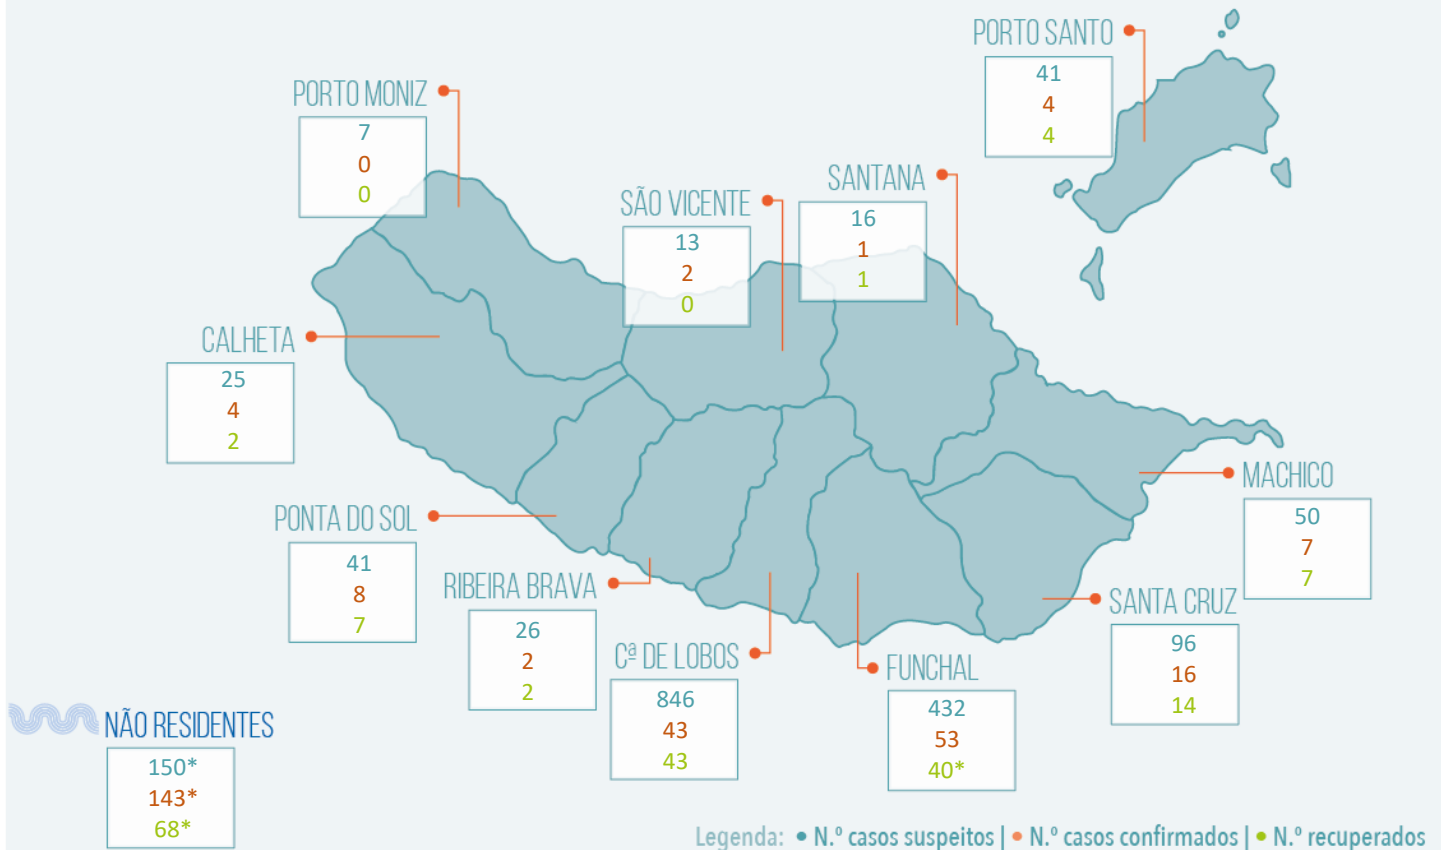 PORTO SANTO
41
4
4
PORTO MONIZ
7
0
0
SANTANA
16
1
1
SÃO VICENTE
13
2
0
CALHETA
25
4
2
MACHICO
50
7
7
PONTA DO SOL
41
8
7
RIBEIRA BRAVA
26
2
2
SANTA CRUZ
96
16
14
Cª DE LOBOS
846
43
43
FUNCHAL
432
53
40*
NÃO RESIDENTES
150*
143*
68*
Legenda: • N.º casos suspeitos | • N.º casos confirmados | • N.º recuperados